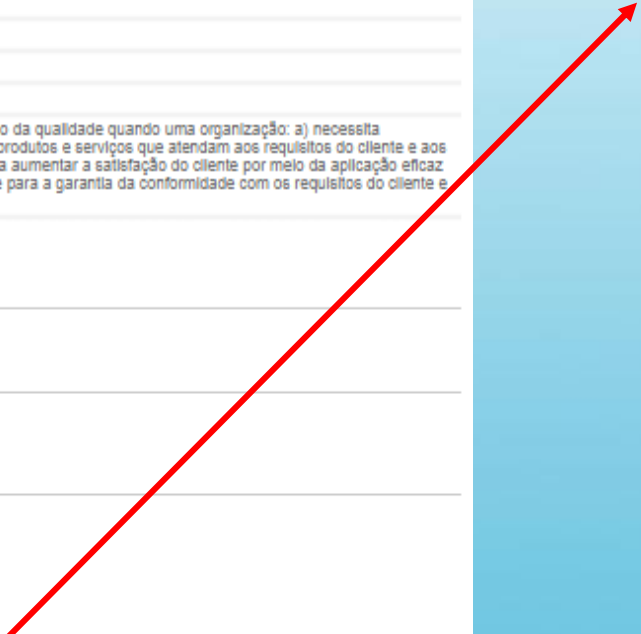 o da qualidade quando uma organização: a) necessita
produtos e serviços que atendam aos requisitos do cliente e aos
a aumentar a satisfação do cliente por meio da aplicação eficaz
e para a garantia da conformidade com os requisitos do cliente e